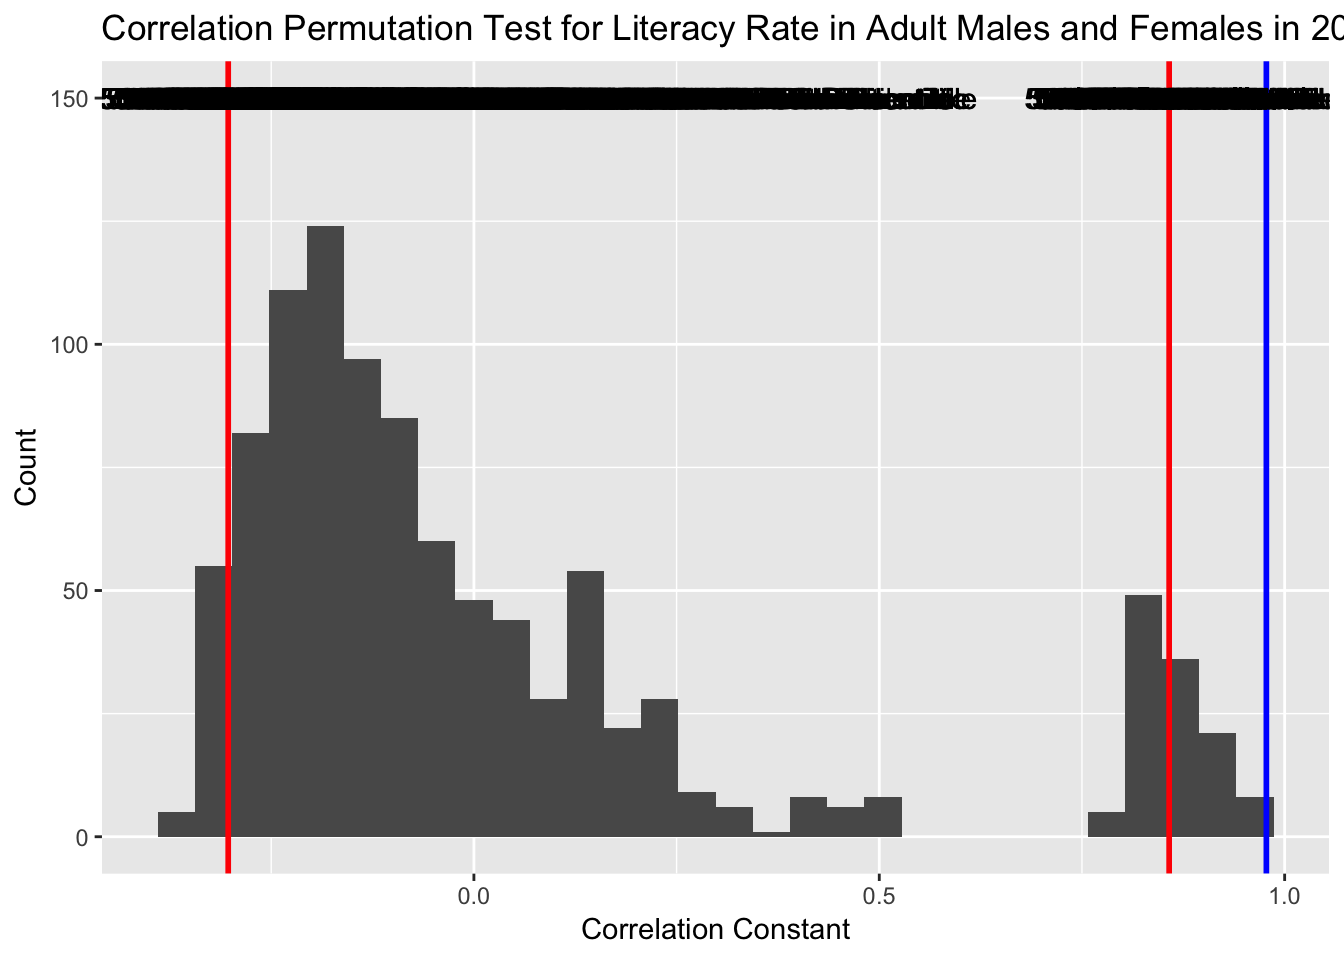 Correlation Permutation Test for Literacy Rate in Adult Males and Females in 20
150
100
50
0
0.0
0.5
1.0
Count
Correlation Constant